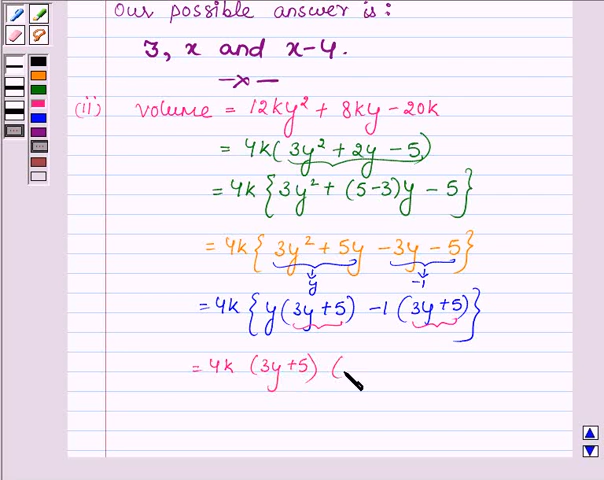 Our possible answer is:
3, x and x-4.
—x—
(ii) Volume = 12ky² + 8ky - 20k
= 4k (3y² + 2y - 5)
= 4k {3y² + (5-3)y - 5}
= 4k {3y² + 5y - 3y - 5}
y -1
= 4k {y(3y+5) -1 (3y+5)}
= 4k (3y+5) (